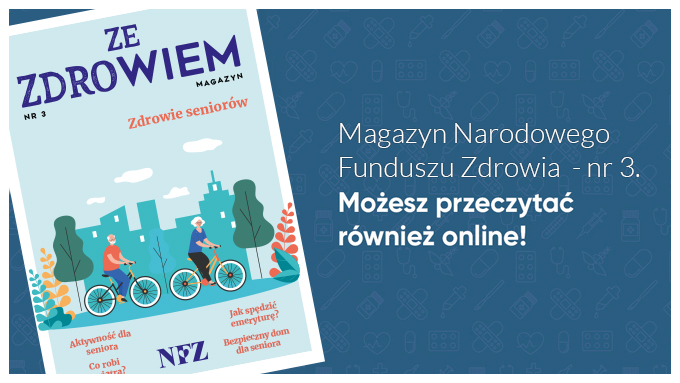 ZE
ZDROWIEM
MAGAZYN
NR 3
Zdrowie seniorów
Aktywność dla
seniora
Co robi
Jak spędzić
emeryturę?
Bezpieczny dom
dla seniora
NFZ
Magazyn Narodowego
Funduszu Zdrowia - nr 3.
Możesz przeczytać
również online!